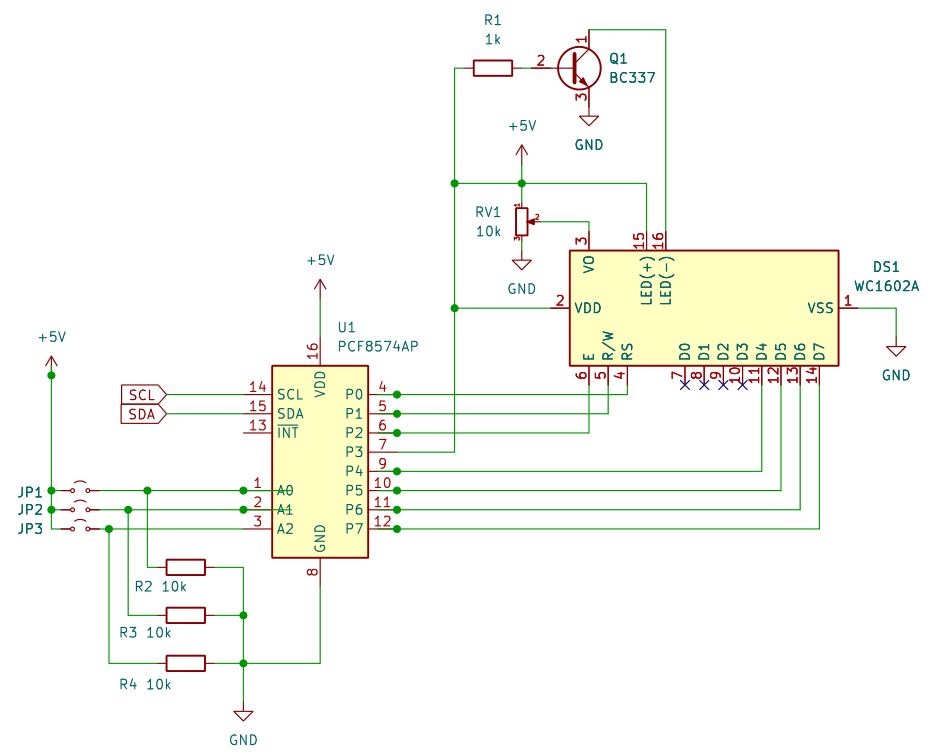 R1
1k
1
2
Q1
BC337
3
GND
+5V
RV1
10k
1
2
3
GND
3
15
16
VO
LED(+)
LED(-)
DS1
WC1602A
2
VDD
VSS
1
GND
E
R/W
RS
D0
D1
D2
D3
D4
D5
D6
D7
6
5
4
7
8
9
10
11
12
13
14
+5V
U1
PCF8574AP
16
VDD
+5V
SCL
14
SCL
P0
4
SDA
15
SDA
P1
5
13
INT
P2
6
P3
7
P4
9
JP1
1
A0
P5
10
JP2
2
A1
P6
11
JP3
3
A2
P7
12
GND
8
R2 10k
R3 10k
R4 10k
GND